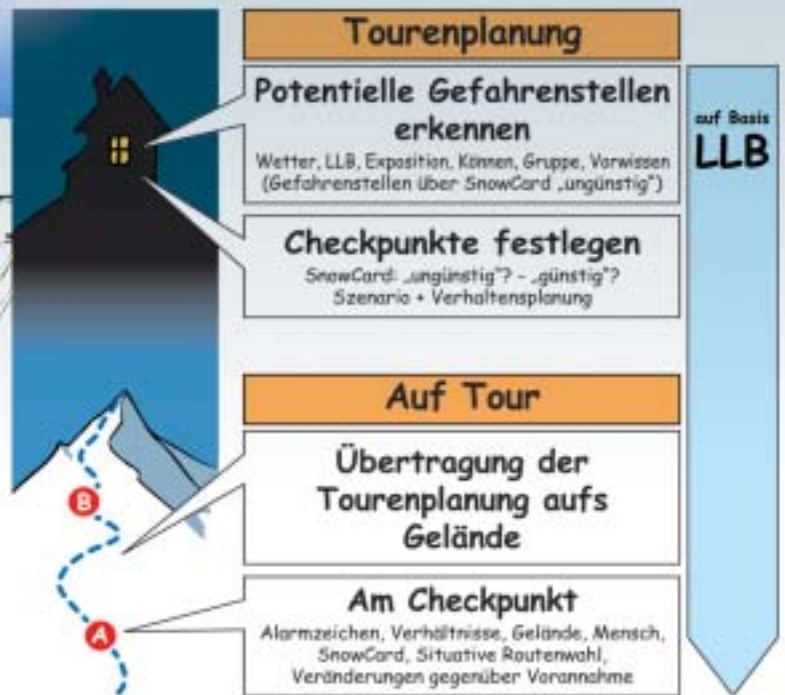 Tourenplanung
Potentielle Gefahrenstellen
erkennen
Wetter, LLB, Exposition, Können, Gruppe, Vorwissen
(Gefahrenstellen über SnowCard „ungünstig“)
Checkpunkte festlegen
SnowCard: „ungünstig“? - „günstig“?
Szenario + Verhaltensplanung
auf Basis
LLB
Auf Tour
Übertragung der
Tourenplanung aufs
Gelände
B
Am Checkpunkt
Alarmzeichen, Verhältnisse, Gelände, Mensch,
SnowCard, Situative Routenwahl,
Veränderungen gegenüber Vorannahme
A